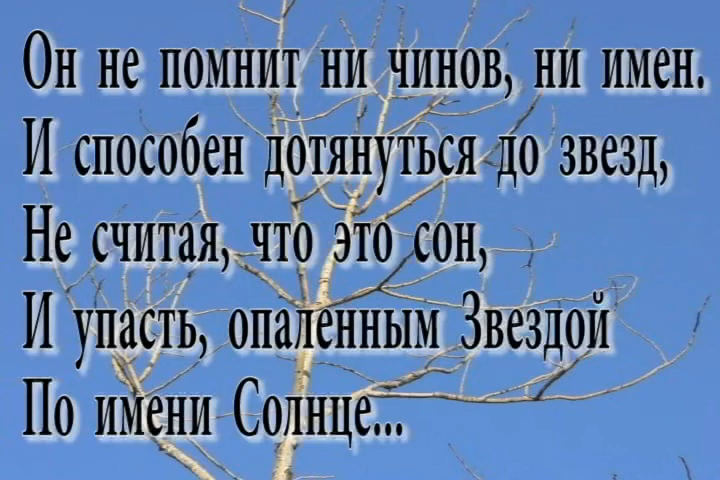 Он не помнит ни чинов, ни имен.
И способен дотянуться до звезд,
Не считая, что это сон,
И упасть, опаленным Звездой
По имени Солнце...